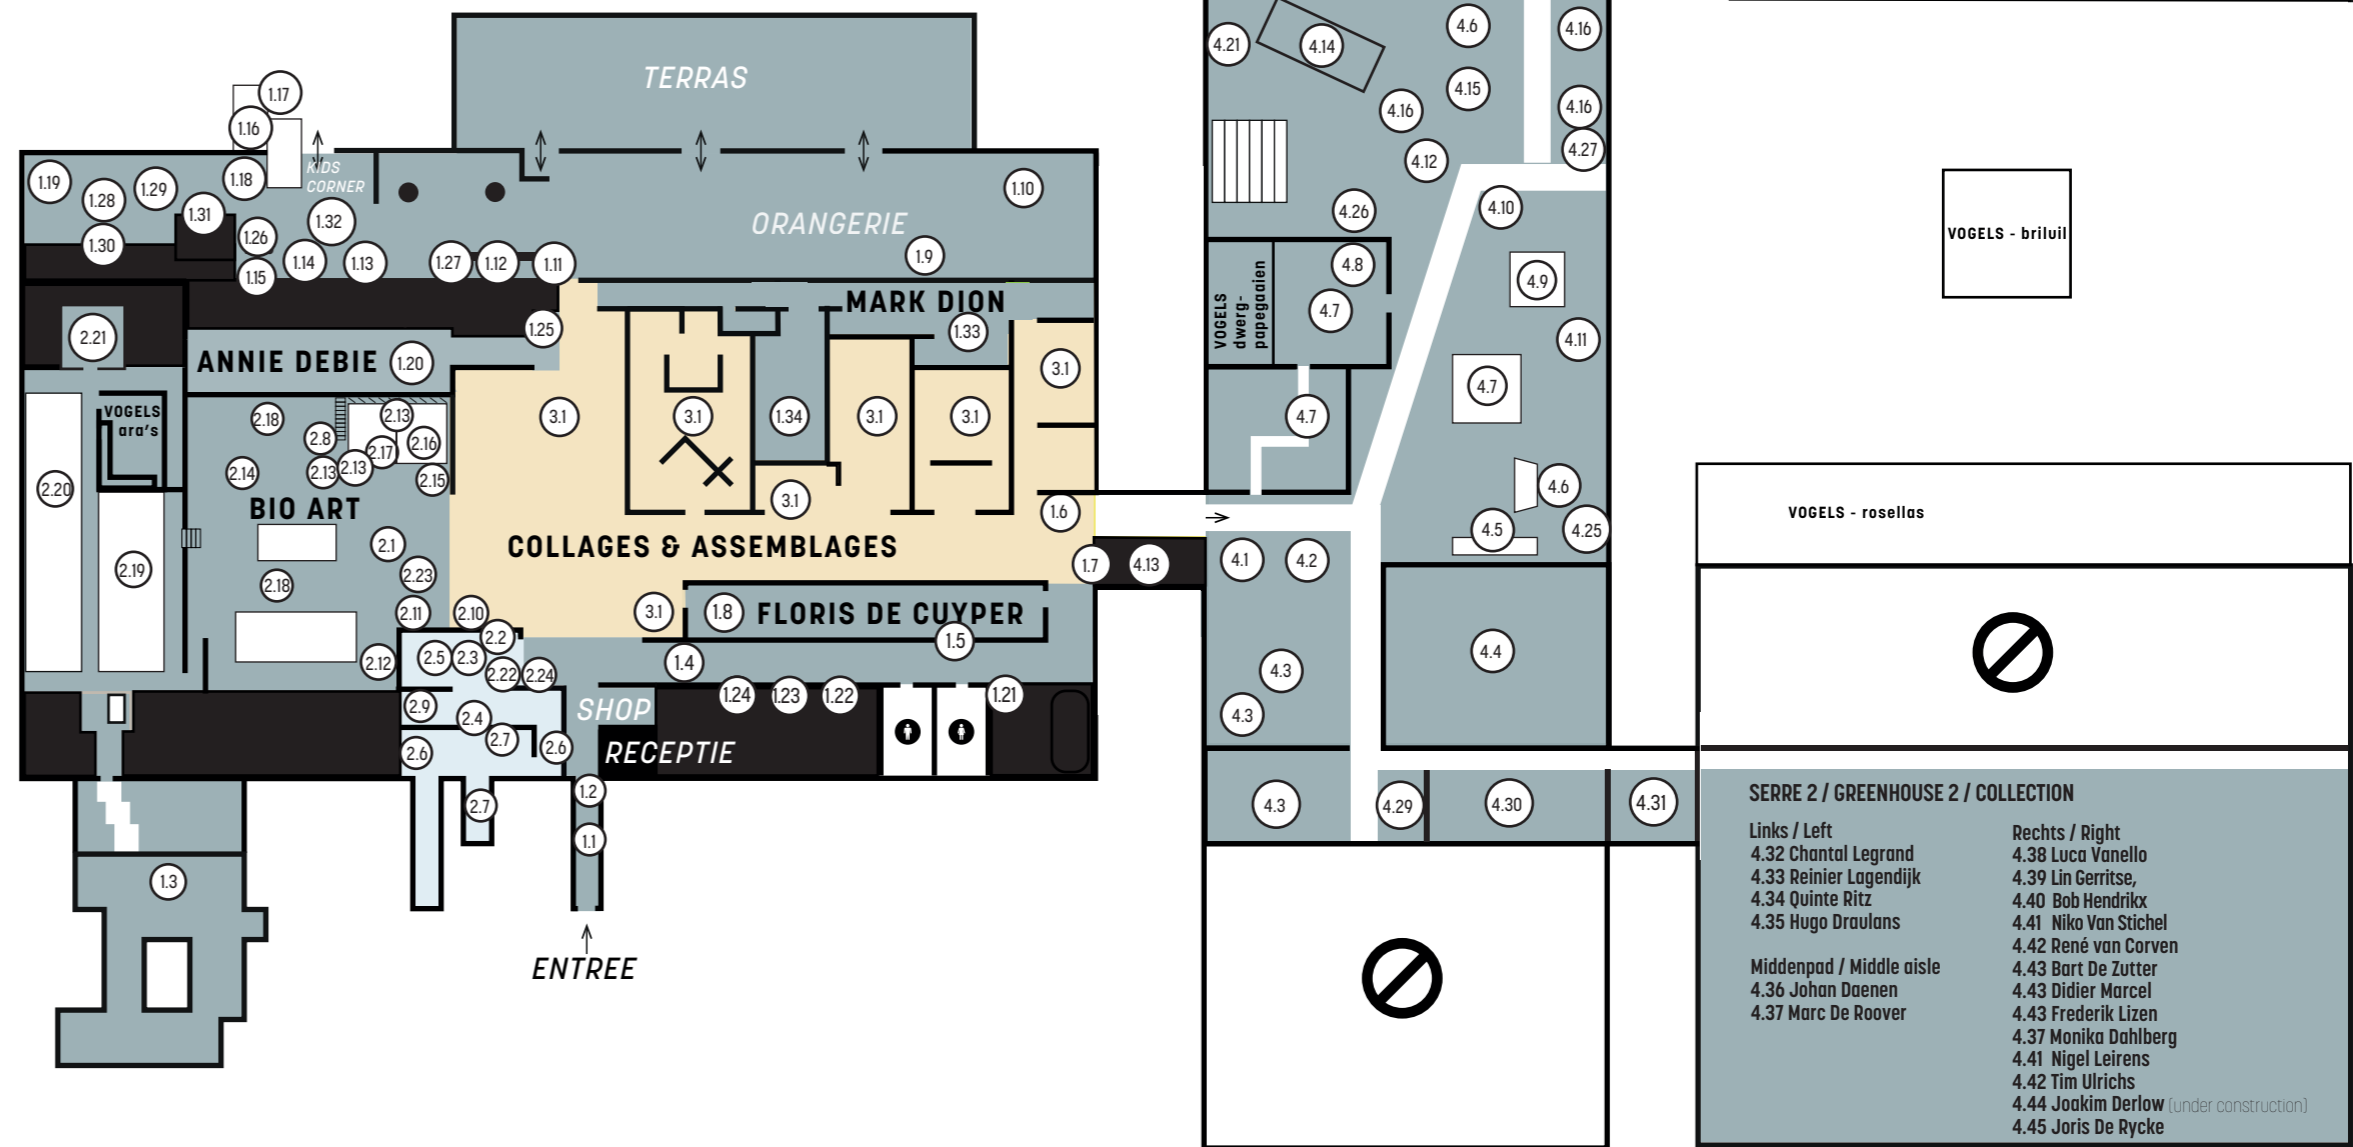 TERRAS
4.21
4.14
4.6
4.16
4.15
4.16
4.16
4.12
4.27
1.17
1.16
KIDS
CORNER
1.19
1.28
1.29
1.18
1.31
1.32
1.30
1.26
1.15
1.14
1.13
1.27
1.12
1.11
ORANGERIE
1.10
1.9
4.26
4.10
VOGELS - briluil
VOGELS
dwerg-
papegaaien
4.8
4.7
4.9
4.11
4.7
4.7
2.21
ANNIE DEBIE
1.20
1.25
MARK DION
1.33
3.1
3.1
3.1
1.34
3.1
3.1
3.1
VOGELS
ara's
2.18
2.13
2.8
2.16
2.17
2.14
2.13
2.13
2.15
2.20
BIO ART
2.1
2.19
2.23
2.18
2.11
2.10
2.2
COLLAGES & ASSEMBLAGES
1.6
1.7
4.13
3.1
1.8
FLORIS DE CUYPER
1.5
1.4
2.12
2.5
2.3
2.22
2.24
2.9
2.4
2.7
2.6
2.6
SHOP
RECEPTIE
1.24
1.23
1.22
1.21
4.6
4.5
4.25
4.1
4.2
4.3
4.3
4.4
VOGELS - rosellas
2.7
1.2
1.1
1.3
ENTREE
4.3
4.29
4.30
4.31
SERRE 2 / GREENHOUSE 2 / COLLECTION
Links / Left
4.32 Chantal Legrand
4.33 Reinier Lagendijk
4.34 Quinte Ritz
4.35 Hugo Draulans
Middenpad / Middle aisle
4.36 Johan Daenen
4.37 Marc De Roover
Rechts / Right
4.38 Luca Vanello
4.39 Lin Gerritse,
4.40 Bob Hendrikx
4.41 Niko Van Stichel
4.42 René van Corven
4.43 Bart De Zutter
4.43 Didier Marcel
4.43 Frederik Lizen
4.37 Monika Dahlberg
4.41 Nigel Leirens
4.42 Tim Ulrichs
4.44 Joakim Derlow (under construction)
4.45 Joris De Rycke